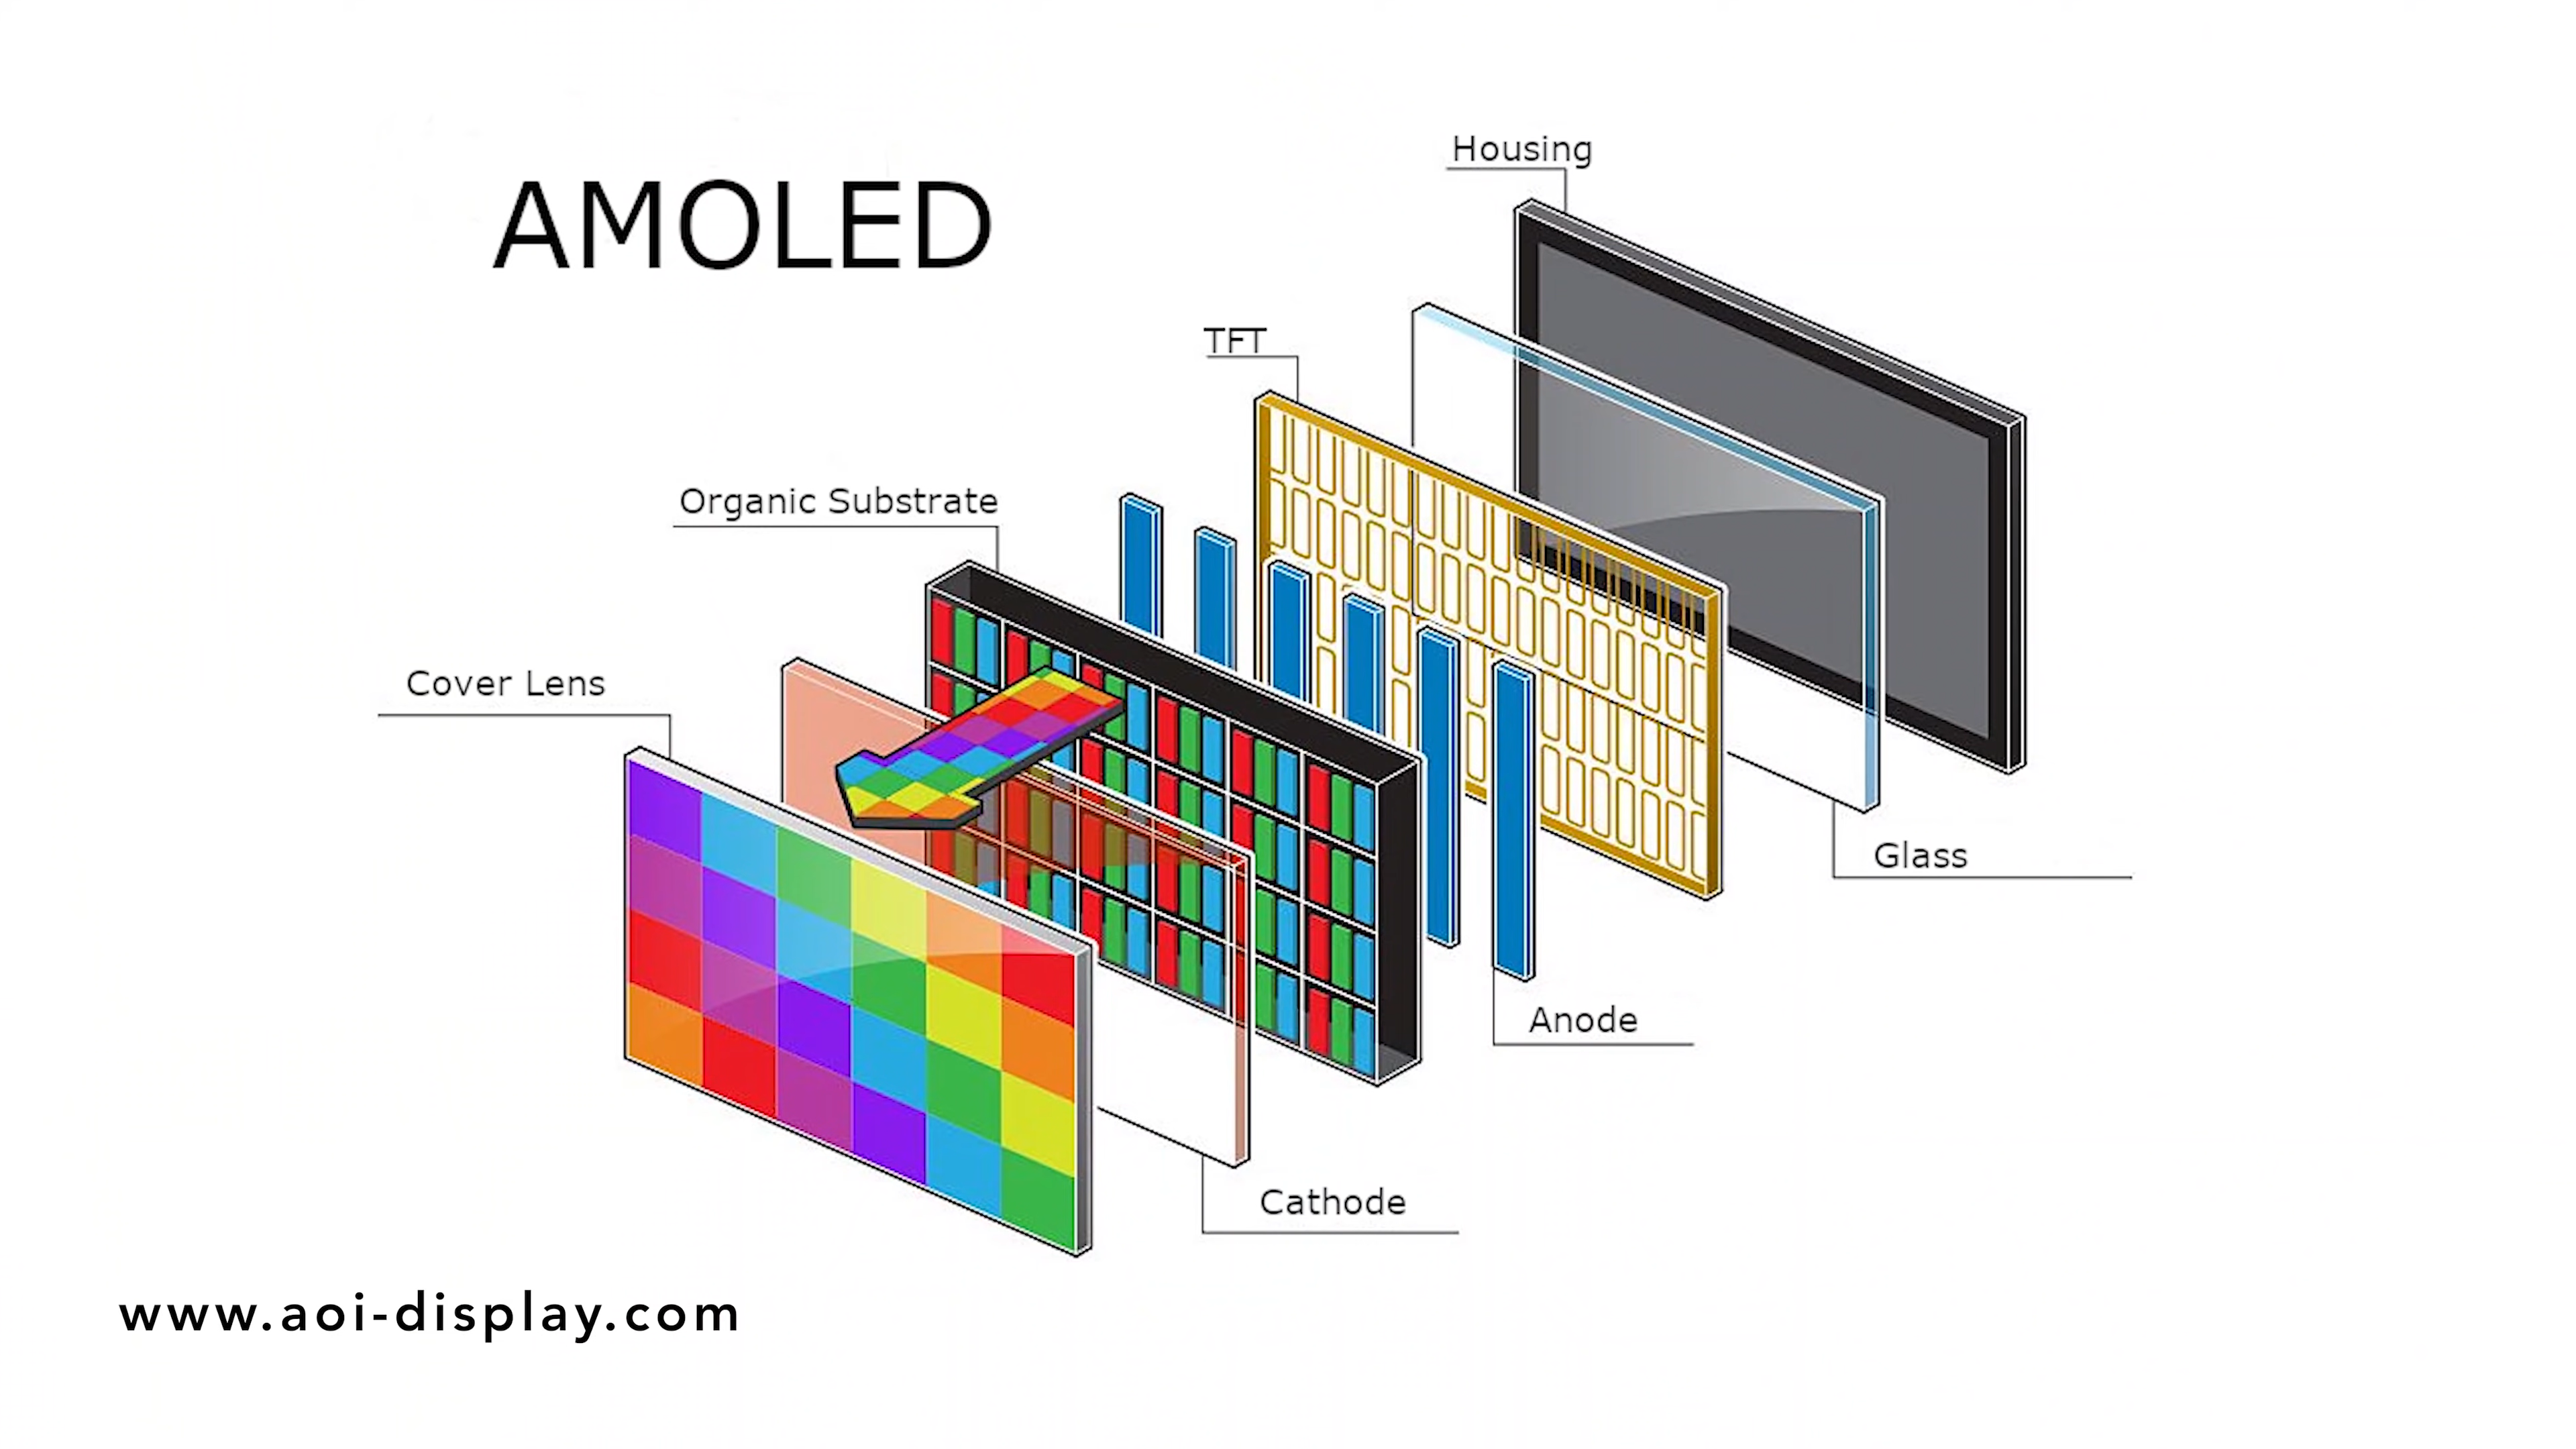 Housing
AMOLED
TFT
Organic Substrate
Cover Lens
Glass
Anode
Cathode
www.aoi-display.com